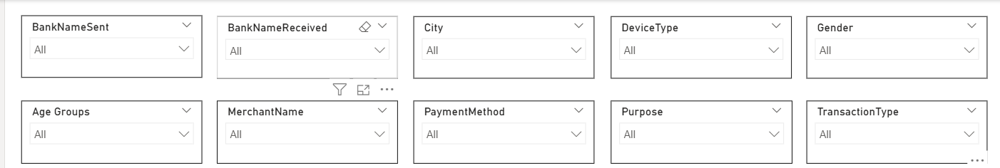 BankNameSent
All
BankNameReceived
All
City
All
DeviceType
All
Gender
All
Age Groups
All
MerchantName
All
PaymentMethod
All
Purpose
All
TransactionType
All